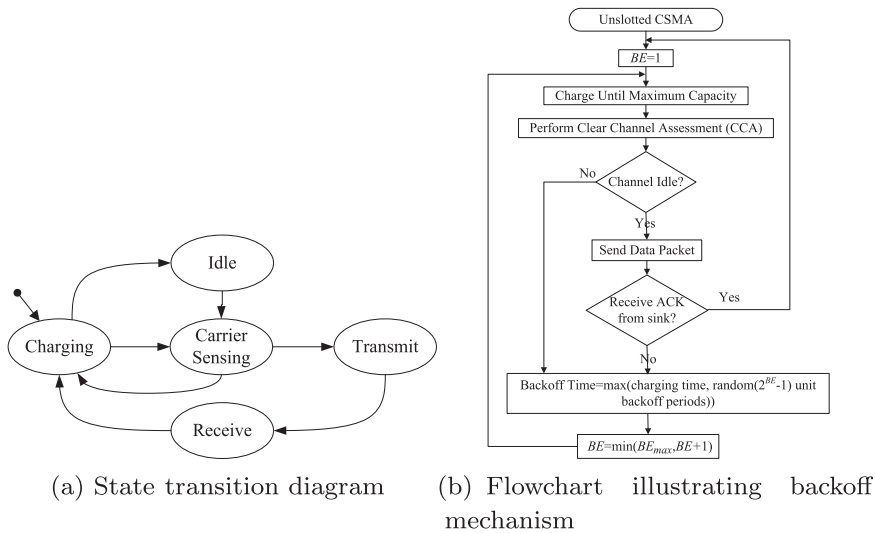 Unslotted CSMA
BE=1
Charge Until Maximum Capacity
Perform Clear Channel Assessment (CCA)
No
Channel Idle?
Yes
Send Data Packet
Receive ACK
from sink?
Yes
No
Backoff Time=max(charging time, random(2^BE-1) unit
backoff periods))
BE=min(BEmax,BE+1)
Idle
Charging
Carrier
Sensing
Transmit
Receive
(a) State transition diagram
(b) Flowchart illustrating backoff
mechanism